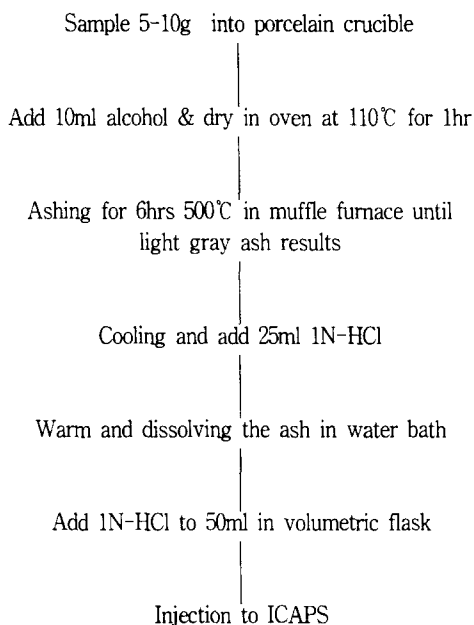 Sample 5-10g into porcelain crucible
Add 10ml alcohol & dry in oven at 110℃ for 1hr
Ashing for 6hrs 500℃ in muffle furnace until
light gray ash results
Cooling and add 25ml 1N-HCl
Warm and dissolving the ash in water bath
Add 1N-HCl to 50ml in volumetric flask
Injection to ICAPS